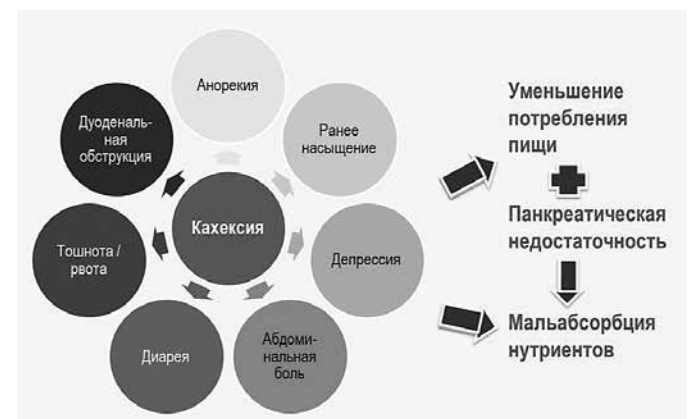 Анорекия
Ранее
насыщение
Депрессия
Абдоми-
нальная
боль
Диарея
Тошнота /
рвота
Дуоденаль-
ная
обструкция
Кахексия
Уменьшение
потребления
пищи
Панкреатическая
недостаточность
Мальабсорбция
нутриентов